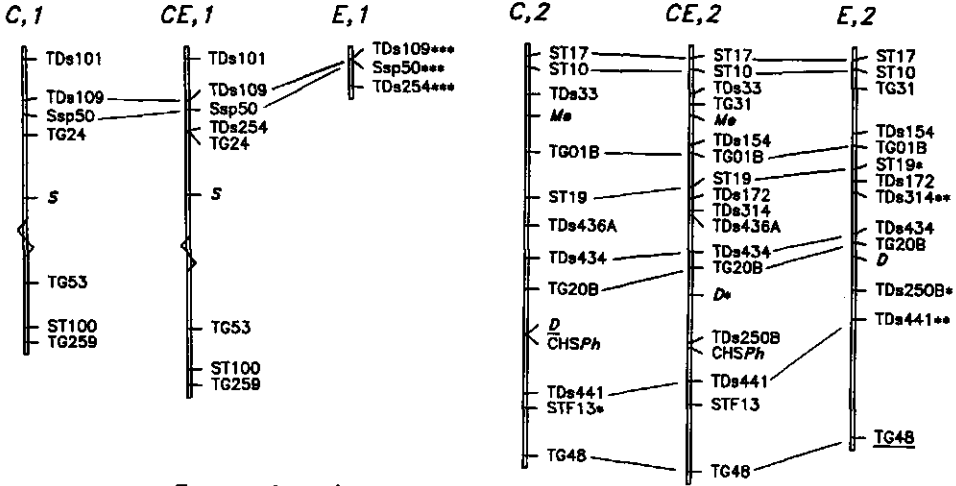 C,1
TDs101
TDs109
Ssp50
TG24
S
TG53
ST100
TG259
CE,1
TDs101
TDs109
Ssp50
TDs254
TG24
S
TG53
ST100
TG259
E,1
TDs109***
Ssp50***
TDs254***
C,2
ST17
ST10
TDs33
Me
TG01B
ST19
TDs436A
TDs434
TG20B
D
CHSPh
TDs441
STF13*
TG48
CE,2
ST17
ST10
TDs33
TG31
Me
TDs154
TG01B
ST19
TDs172
TDs314
TDs436A
TDs434
TG20B
D*
TDs250B
CHSPh
TDs441
STF13
TG48
E,2
ST17
ST10
TG31
TDs154
TG01B
ST19*
TDs172
TDs314**
TDs434
TG20B
D
TDs250B*
TDs441**
TG48